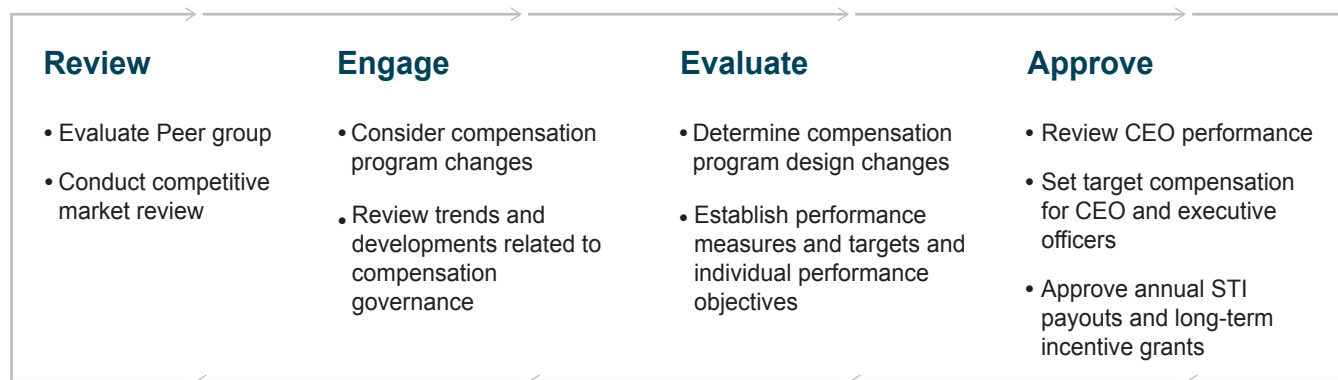 Review
• Evaluate Peer group
• Conduct competitive
market review
Engage
• Consider compensation
program changes
• Review trends and
developments related to
compensation
governance
Evaluate
• Determine compensation
program design changes
• Establish performance
measures and targets and
individual performance
objectives
Approve
• Review CEO performance
• Set target compensation
for CEO and executive
officers
• Approve annual STI
payouts and long-term
incentive grants